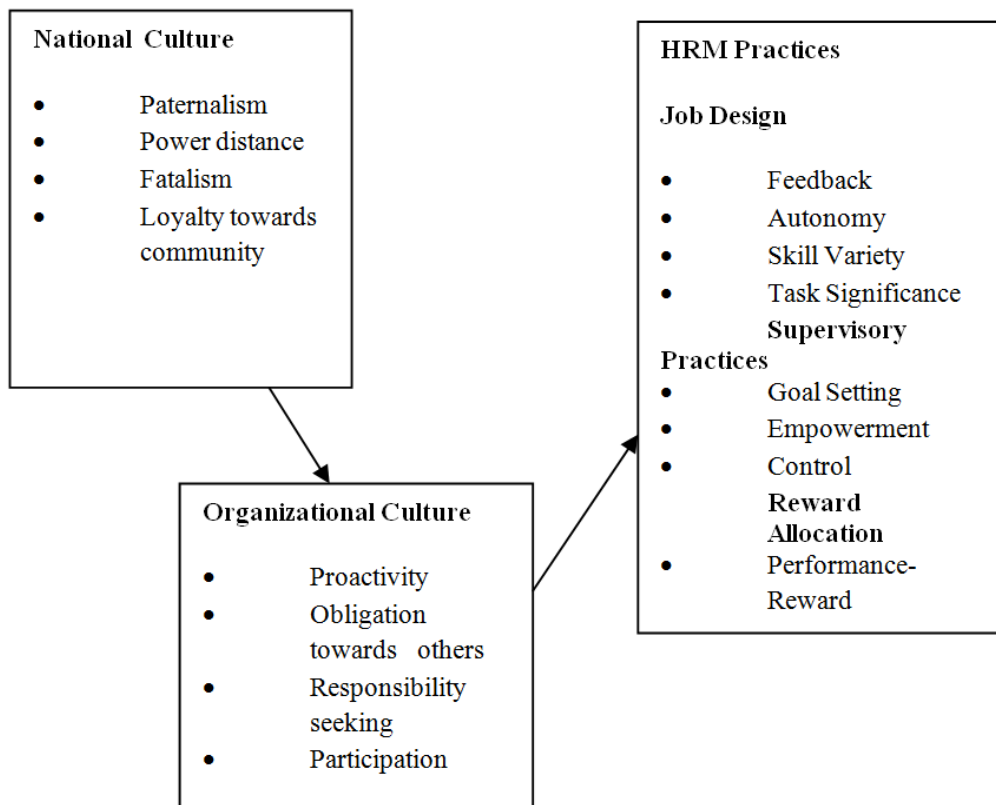 National Culture
• Paternalism
• Power distance
• Fatalism
• Loyalty towards
community
Organizational Culture
• Proactivity
• Obligation
towards others
• Responsibility
seeking
• Participation
HRM Practices
Job Design
• Feedback
• Autonomy
• Skill Variety
• Task Significance
Supervisory
Practices
• Goal Setting
• Empowerment
• Control
Reward
Allocation
• Performance-
Reward